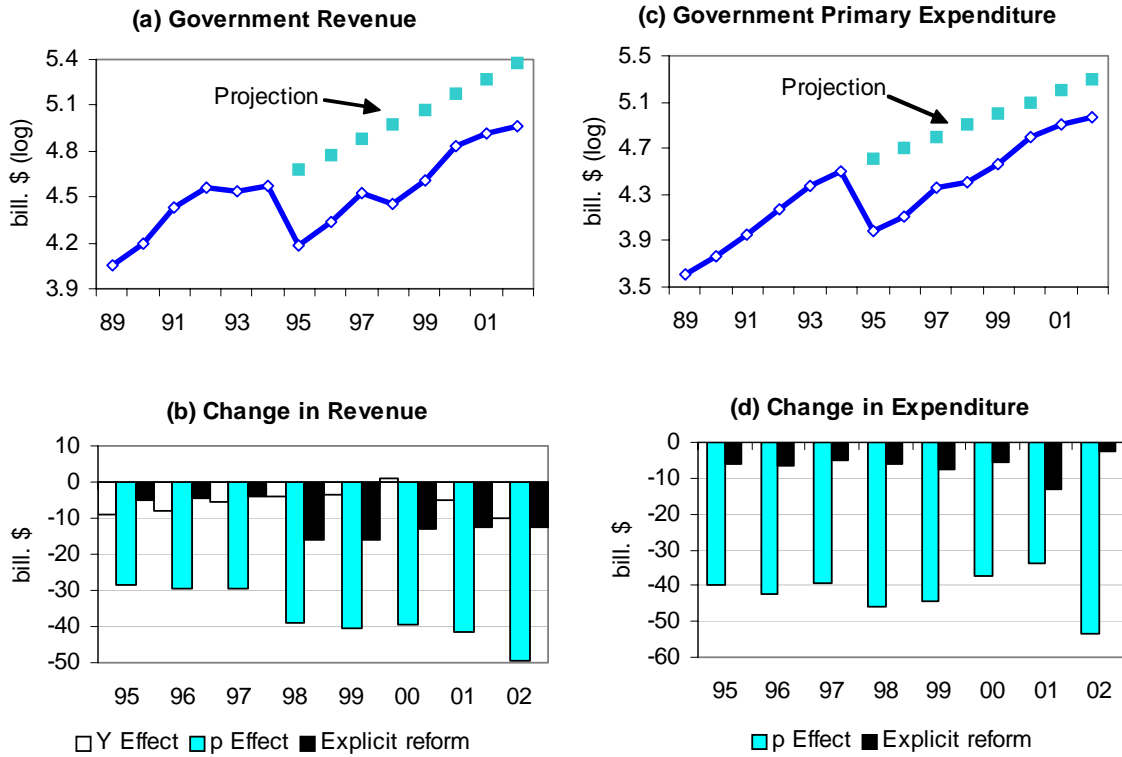 (a) Government Revenue
5.4
5.1
4.8
4.5
4.2
3.9
bill. $ (log)
Projection
89 91 93 95 97 99 01
(c) Government Primary Expenditure
5.5
5.1
4.7
4.3
3.9
3.5
bill. $ (log)
Projection
89 91 93 95 97 99 01
(b) Change in Revenue
10
0
-10
-20
-30
-40
-50
bill. $
95 96 97 98 99 00 01 02
Y Effect p Effect Explicit reform
(d) Change in Expenditure
0
-10
-20
-30
-40
-50
-60
bill. $
95 96 97 98 99 00 01 02
p Effect Explicit reform